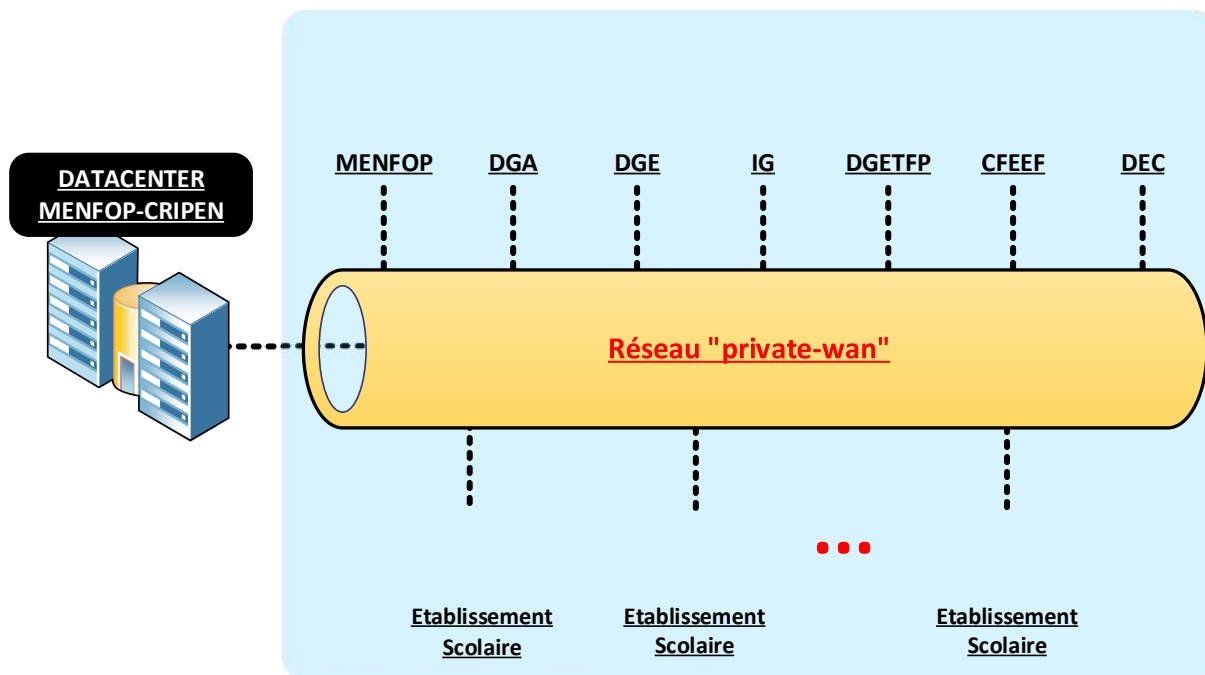 DATACENTER
MENFOP-CRIPEN
MENFOP DGA DGE IG DGETFP CFEEF DEC
Réseau "private-wan"
...
Etablissement Scolaire
Etablissement Scolaire
Etablissement Scolaire